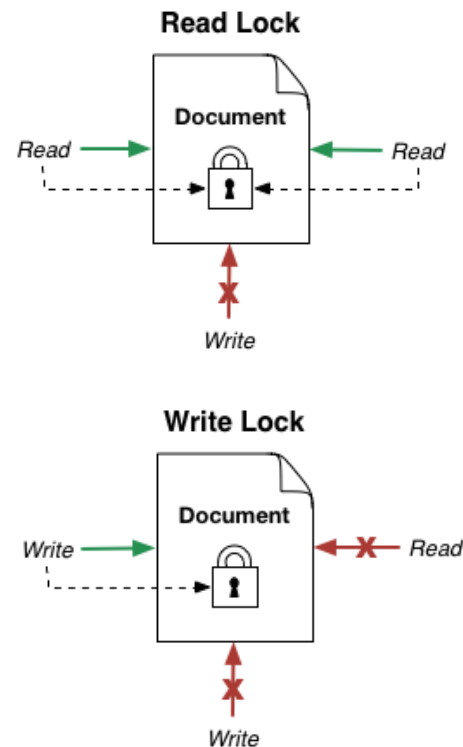 Read Lock
Document
Read
Read
Write
Write Lock
Document
Write
Read
Write